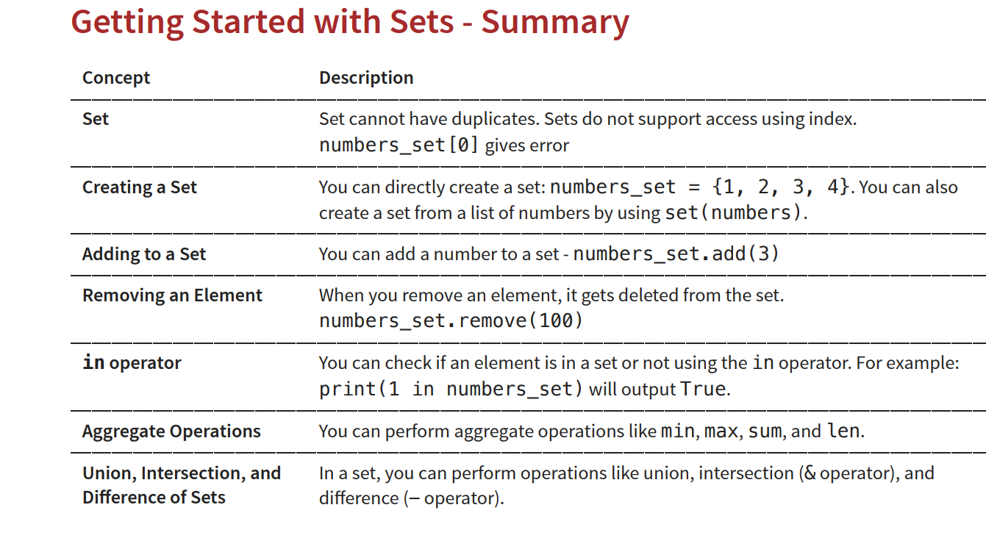 Getting Started with Sets - Summary
Concept Description
Set Set cannot have duplicates. Sets do not support access using index.
numbers_set[0] gives error
Creating a Set You can directly create a set: numbers_set = {1, 2, 3, 4}. You can also
create a set from a list of numbers by using set(numbers).
Adding to a Set You can add a number to a set - numbers_set.add(3)
Removing an Element When you remove an element, it gets deleted from the set.
numbers_set.remove(100)
in operator You can check if an element is in a set or not using the in operator. For example:
print(1 in numbers_set) will output True.
Aggregate Operations You can perform aggregate operations like min, max, sum, and len.
Union, Intersection, and In a set, you can perform operations like union, intersection (& operator), and
Difference of Sets difference (− operator).